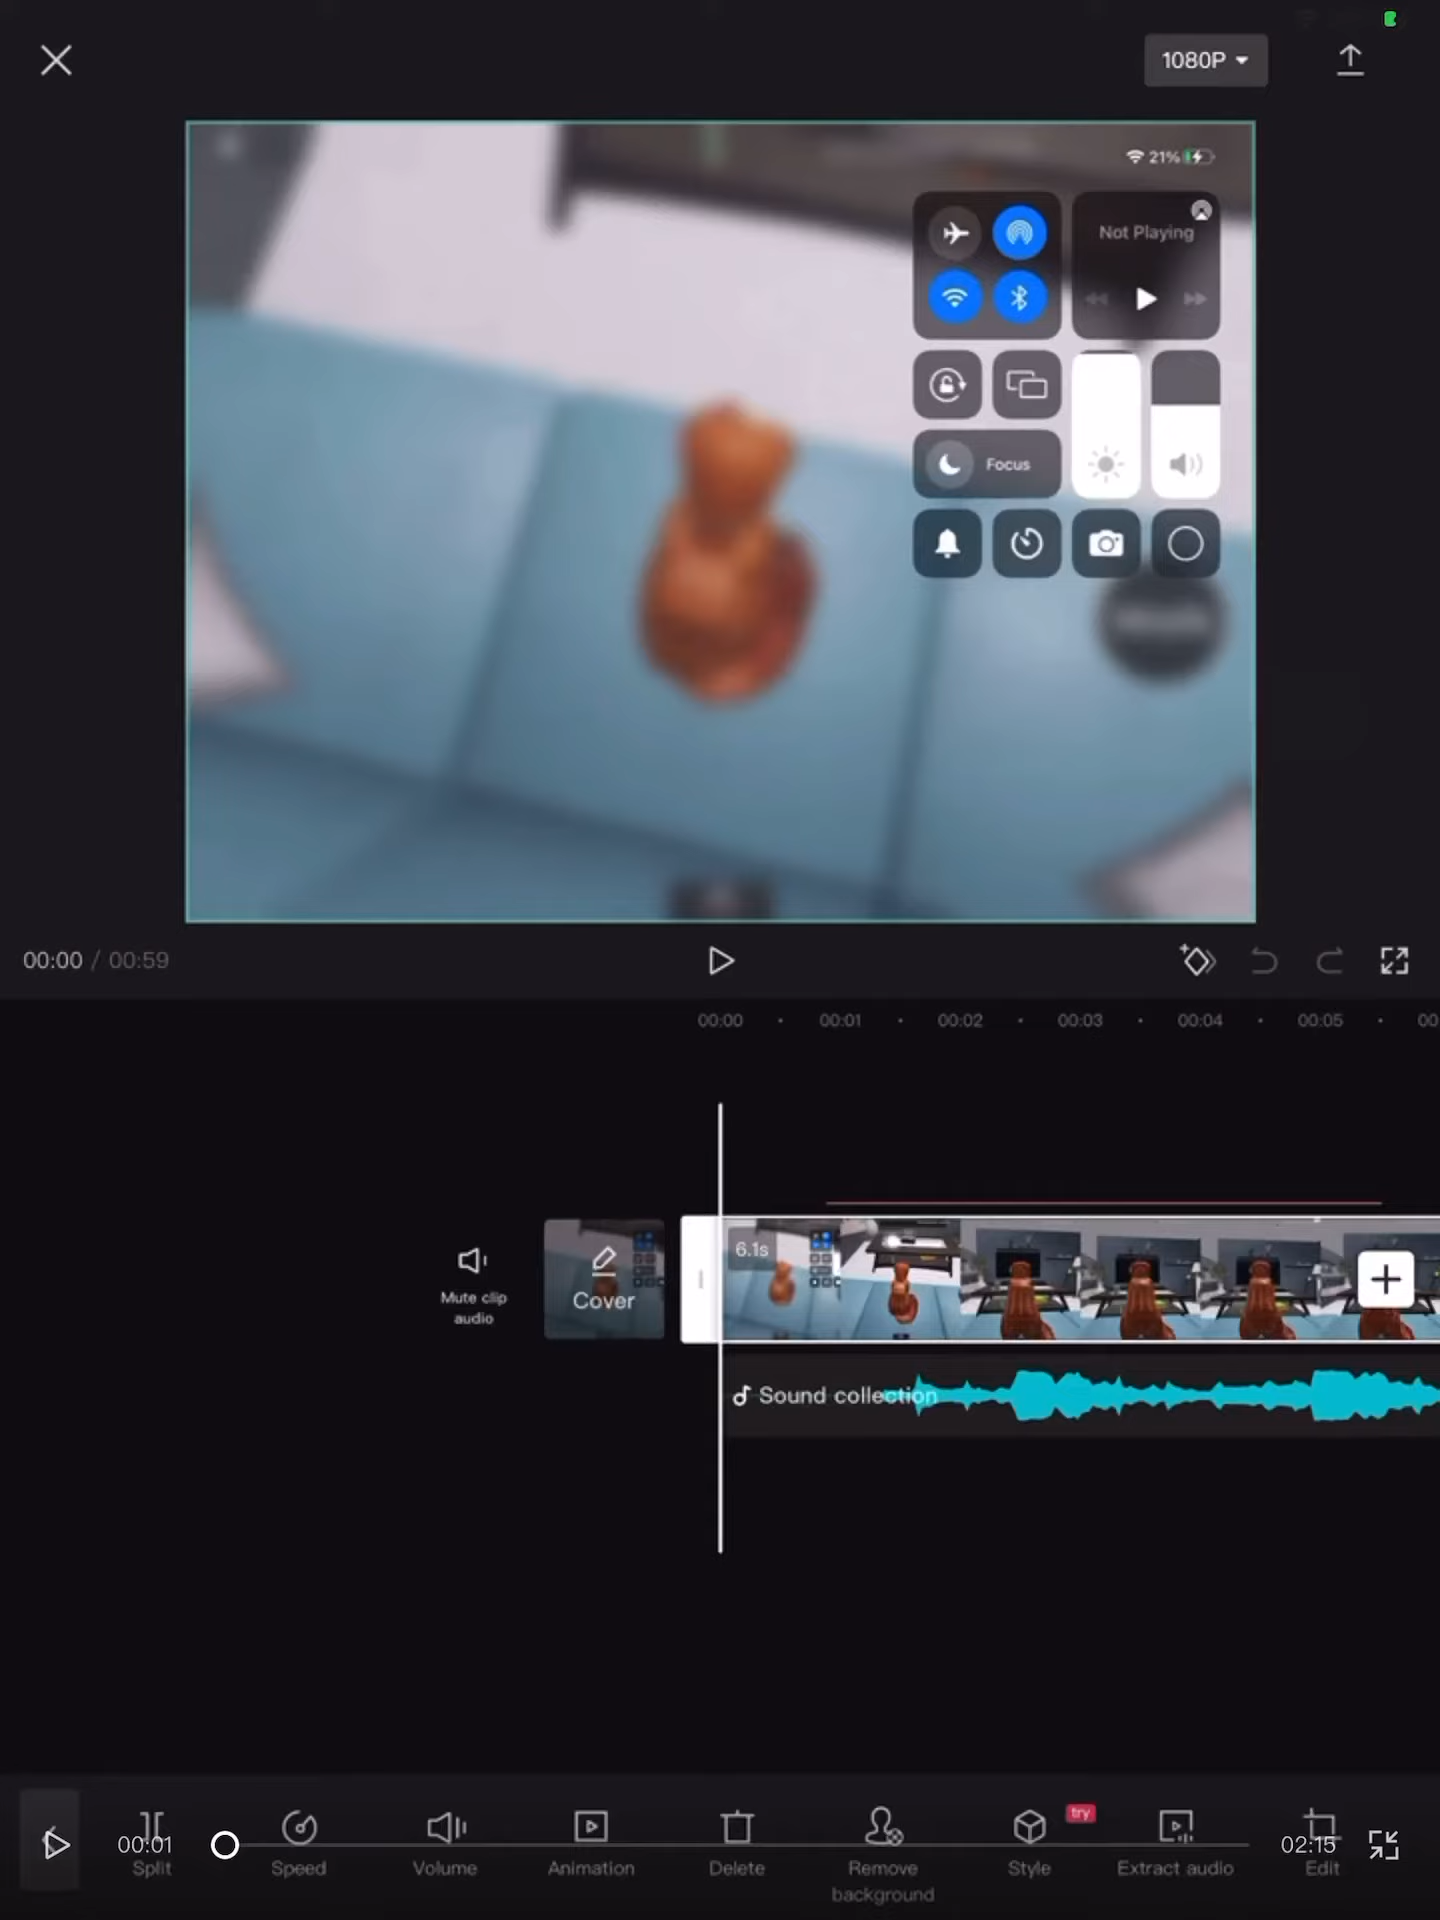 1080P
21%
Not Playing
Focus
00:00 / 00:59
00:00 00:01 00:02 00:03 00:04 00:05 00
Mute clip
audio
Cover
6.1s
Sound collection
try
00:01
02:15
Split
Speed
Volume
Animation
Delete
Remove
background
Style
Extract audio
Edit